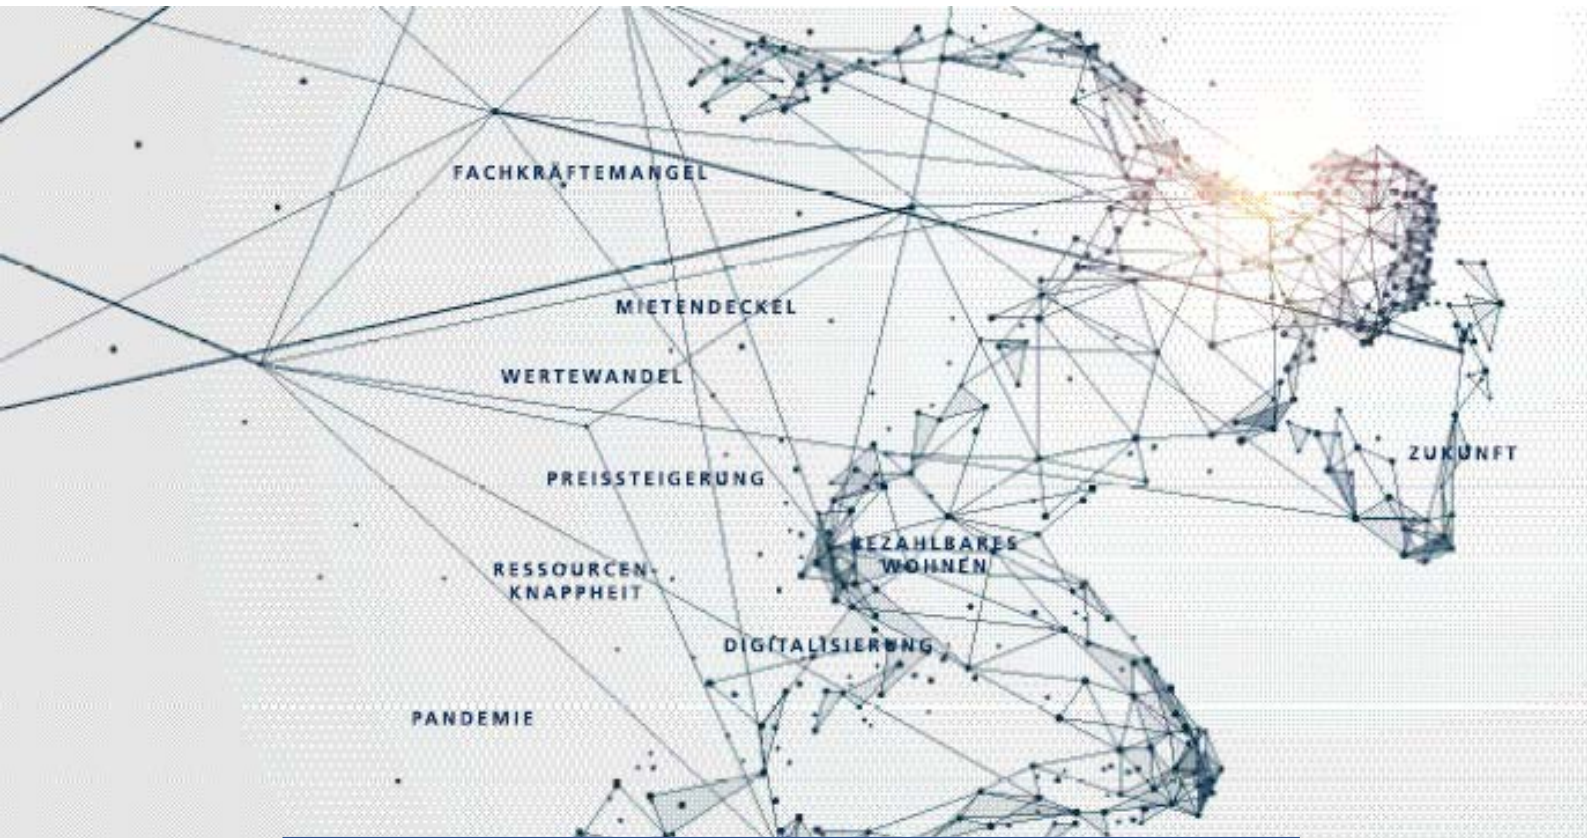 FACHKRÄFTEMANGEL
MIETENDECKEL
WERTEWANDEL
ZUKUNFT
PREISSTEIGERUNG
BEZAHLBARES
WOHNEN
RESSOURCEN-
KNAPPHEIT
DIGITALISIERUNG
PANDEMIE